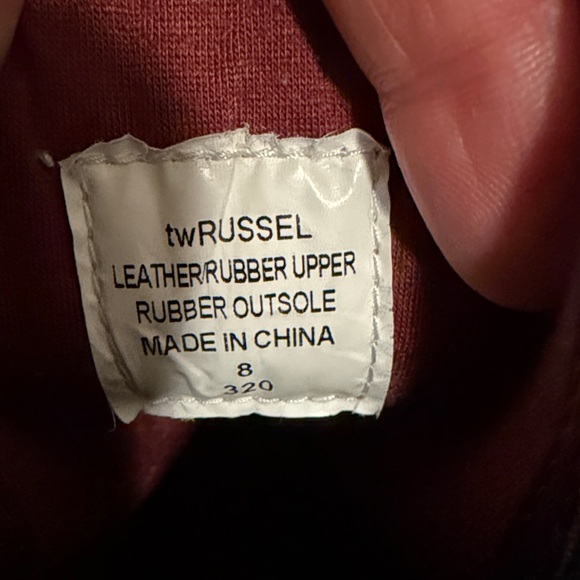 twRUSSEL
LEATHER/RUBBER UPPER
RUBBER OUTSOLE
MADE IN CHINA
8
320